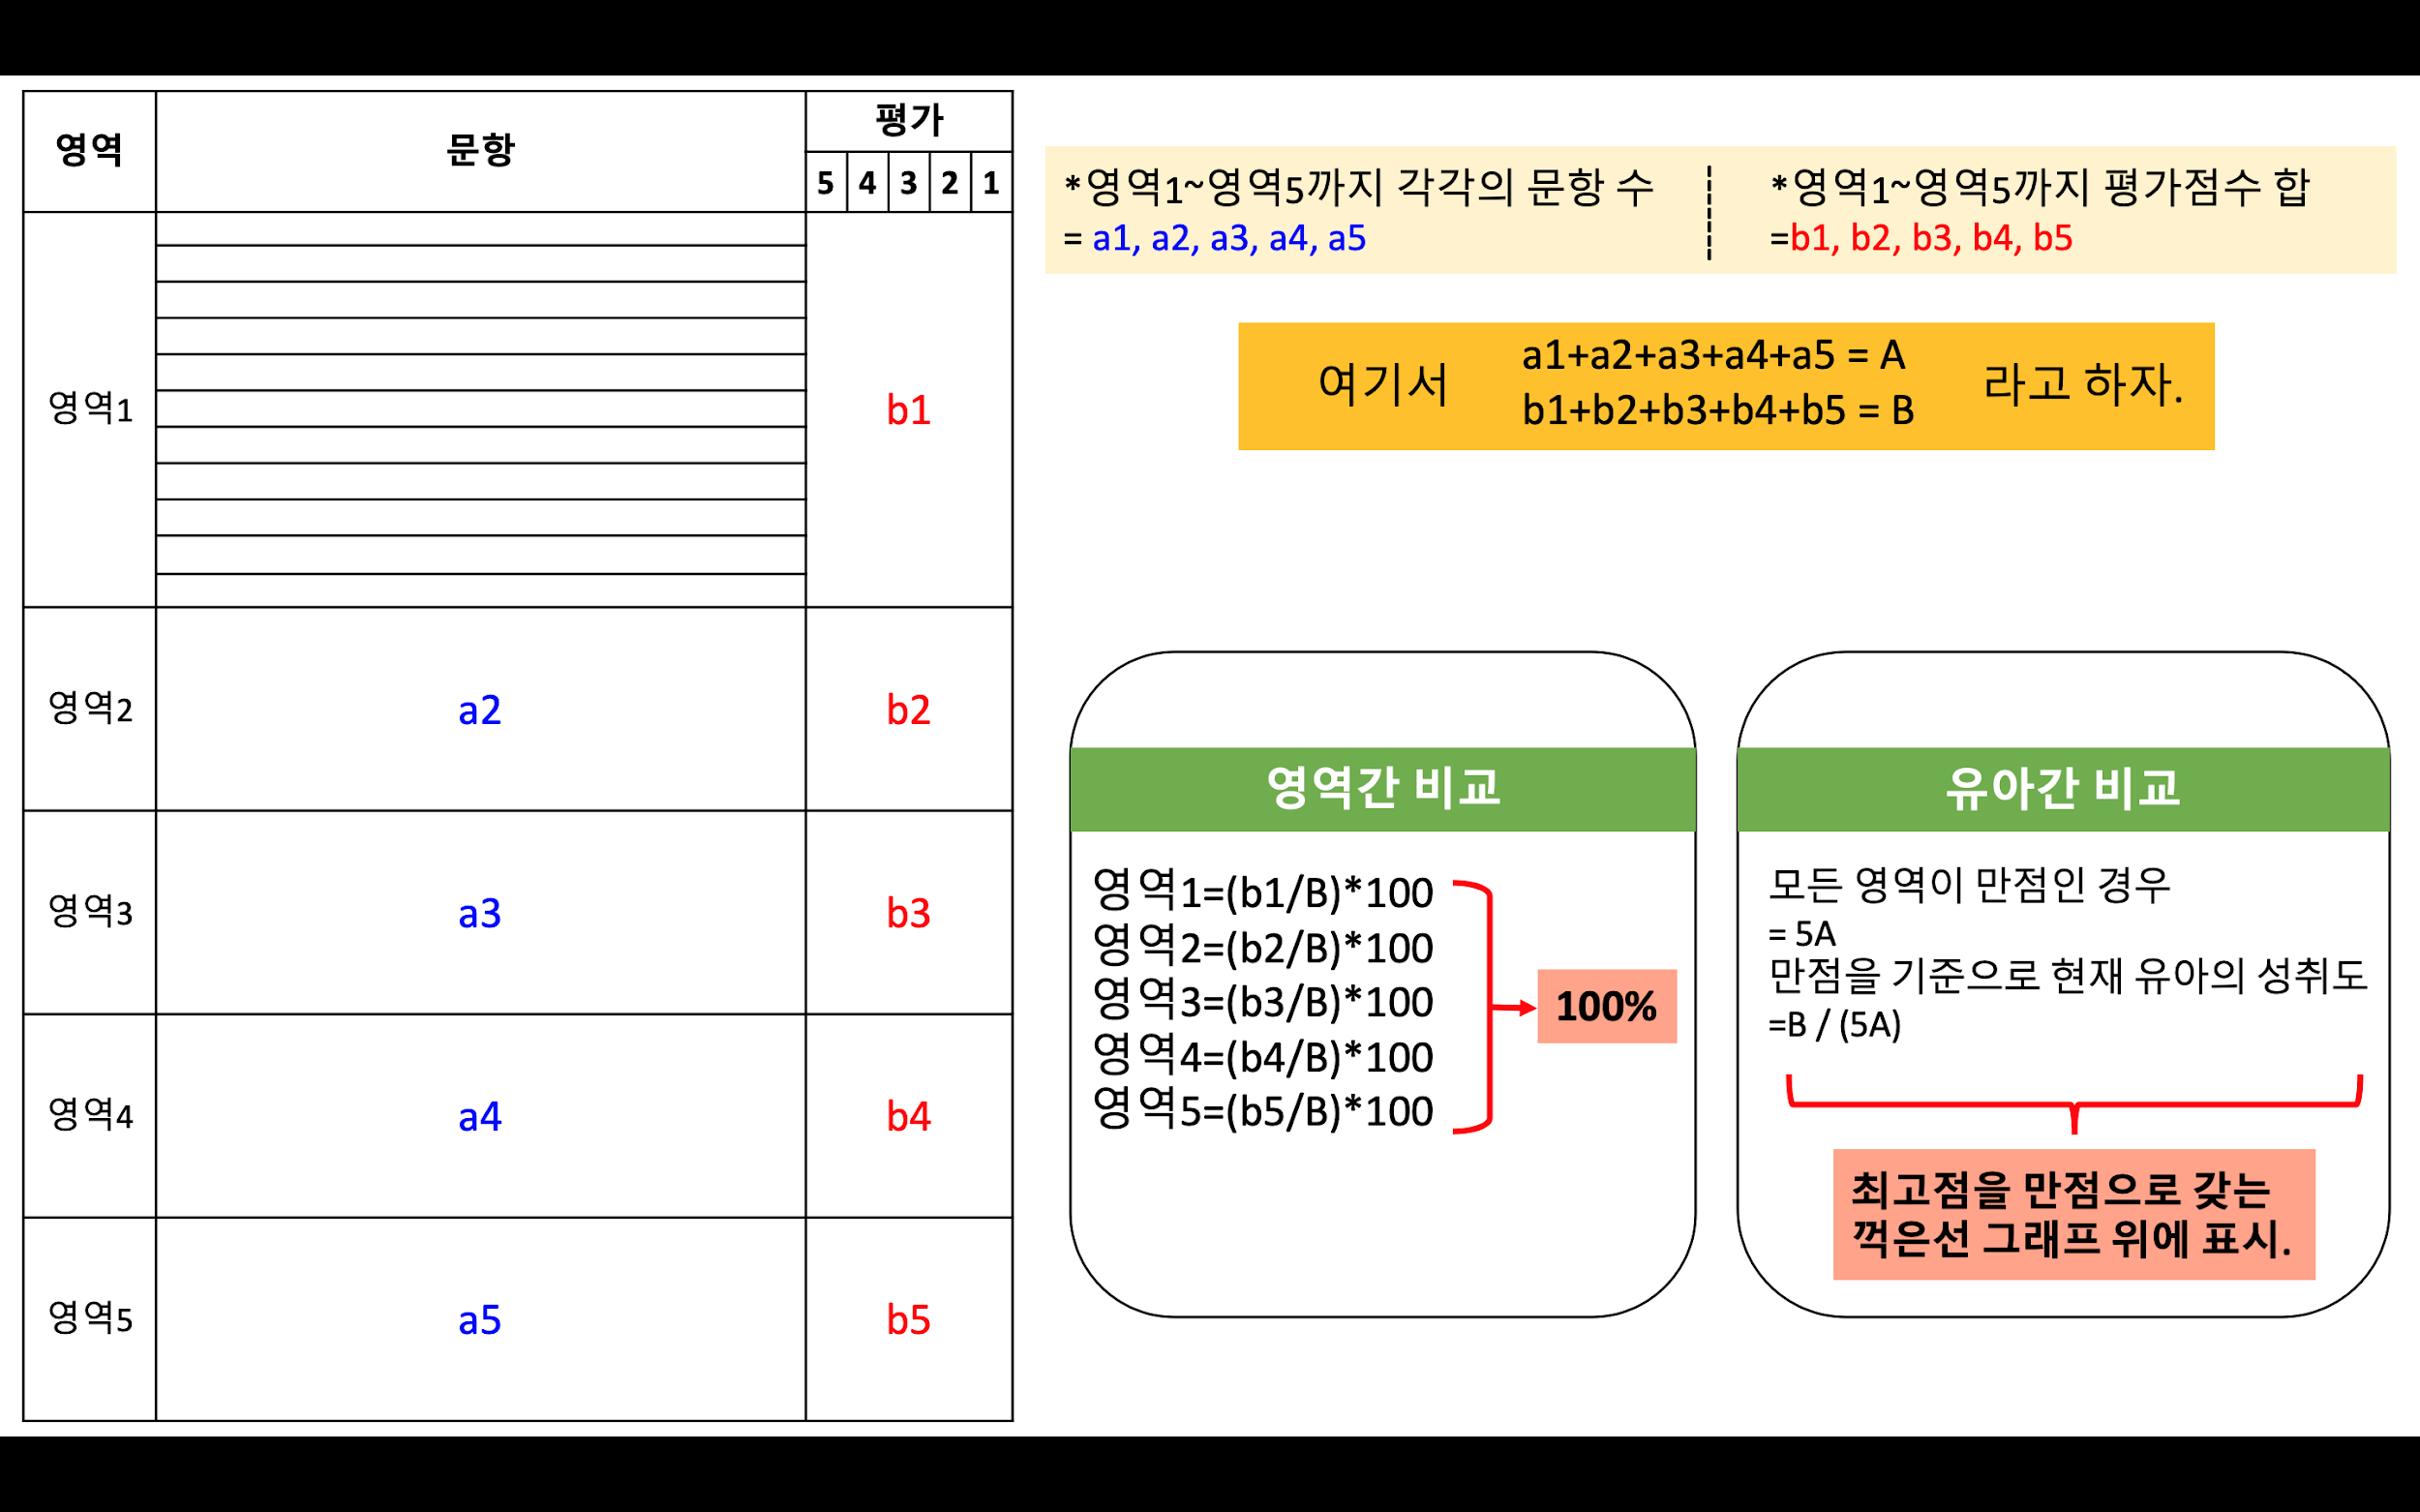 영역
문항
평가
5 4 3 2 1
영역1
b1
영역2
a2
b2
영역3
a3
b3
영역4
a4
b4
영역5
a5
b5
*영역1~영역5까지 각각의 문항 수
= a1, a2, a3, a4, a5
*영역1~영역5까지 평가점수 합
=b1, b2, b3, b4, b5
여기서
a1+a2+a3+a4+a5 = A
b1+b2+b3+b4+b5 = B
라고 하자.
영역간 비교
영역1=(b1/B)*100
영역2=(b2/B)*100
영역3=(b3/B)*100
영역4=(b4/B)*100
영역5=(b5/B)*100
100%
유아간 비교
모든 영역이 만점인 경우
= 5A
만점을 기준으로 현재 유아의 성취도
=B / (5A)
최고점을 만점으로 갖는
꺽은선 그래프 위에 표시.